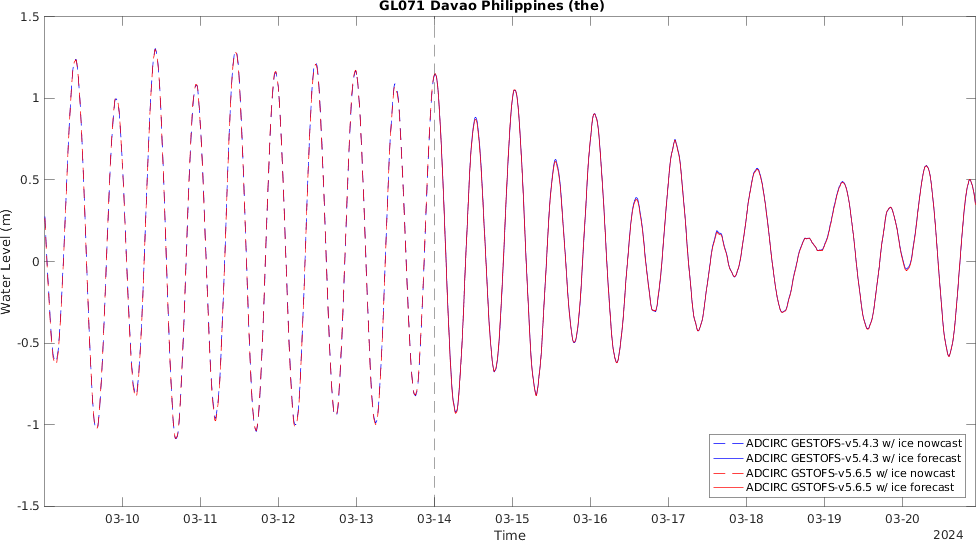 GL071 Davao Philippines (the)
1.5
1
0.5
0
-0.5
-1
-1.5
Water Level (m)
03-10 03-11 03-12 03-13 03-14 03-15 03-16 03-17 03-18 03-19 03-20
Time
2024
ADCIRC GESTOFS-v5.4.3 w/ ice nowcast
ADCIRC GESTOFS-v5.4.3 w/ ice forecast
ADCIRC GSTOFS-v5.6.5 w/ ice nowcast
ADCIRC GSTOFS-v5.6.5 w/ ice forecast